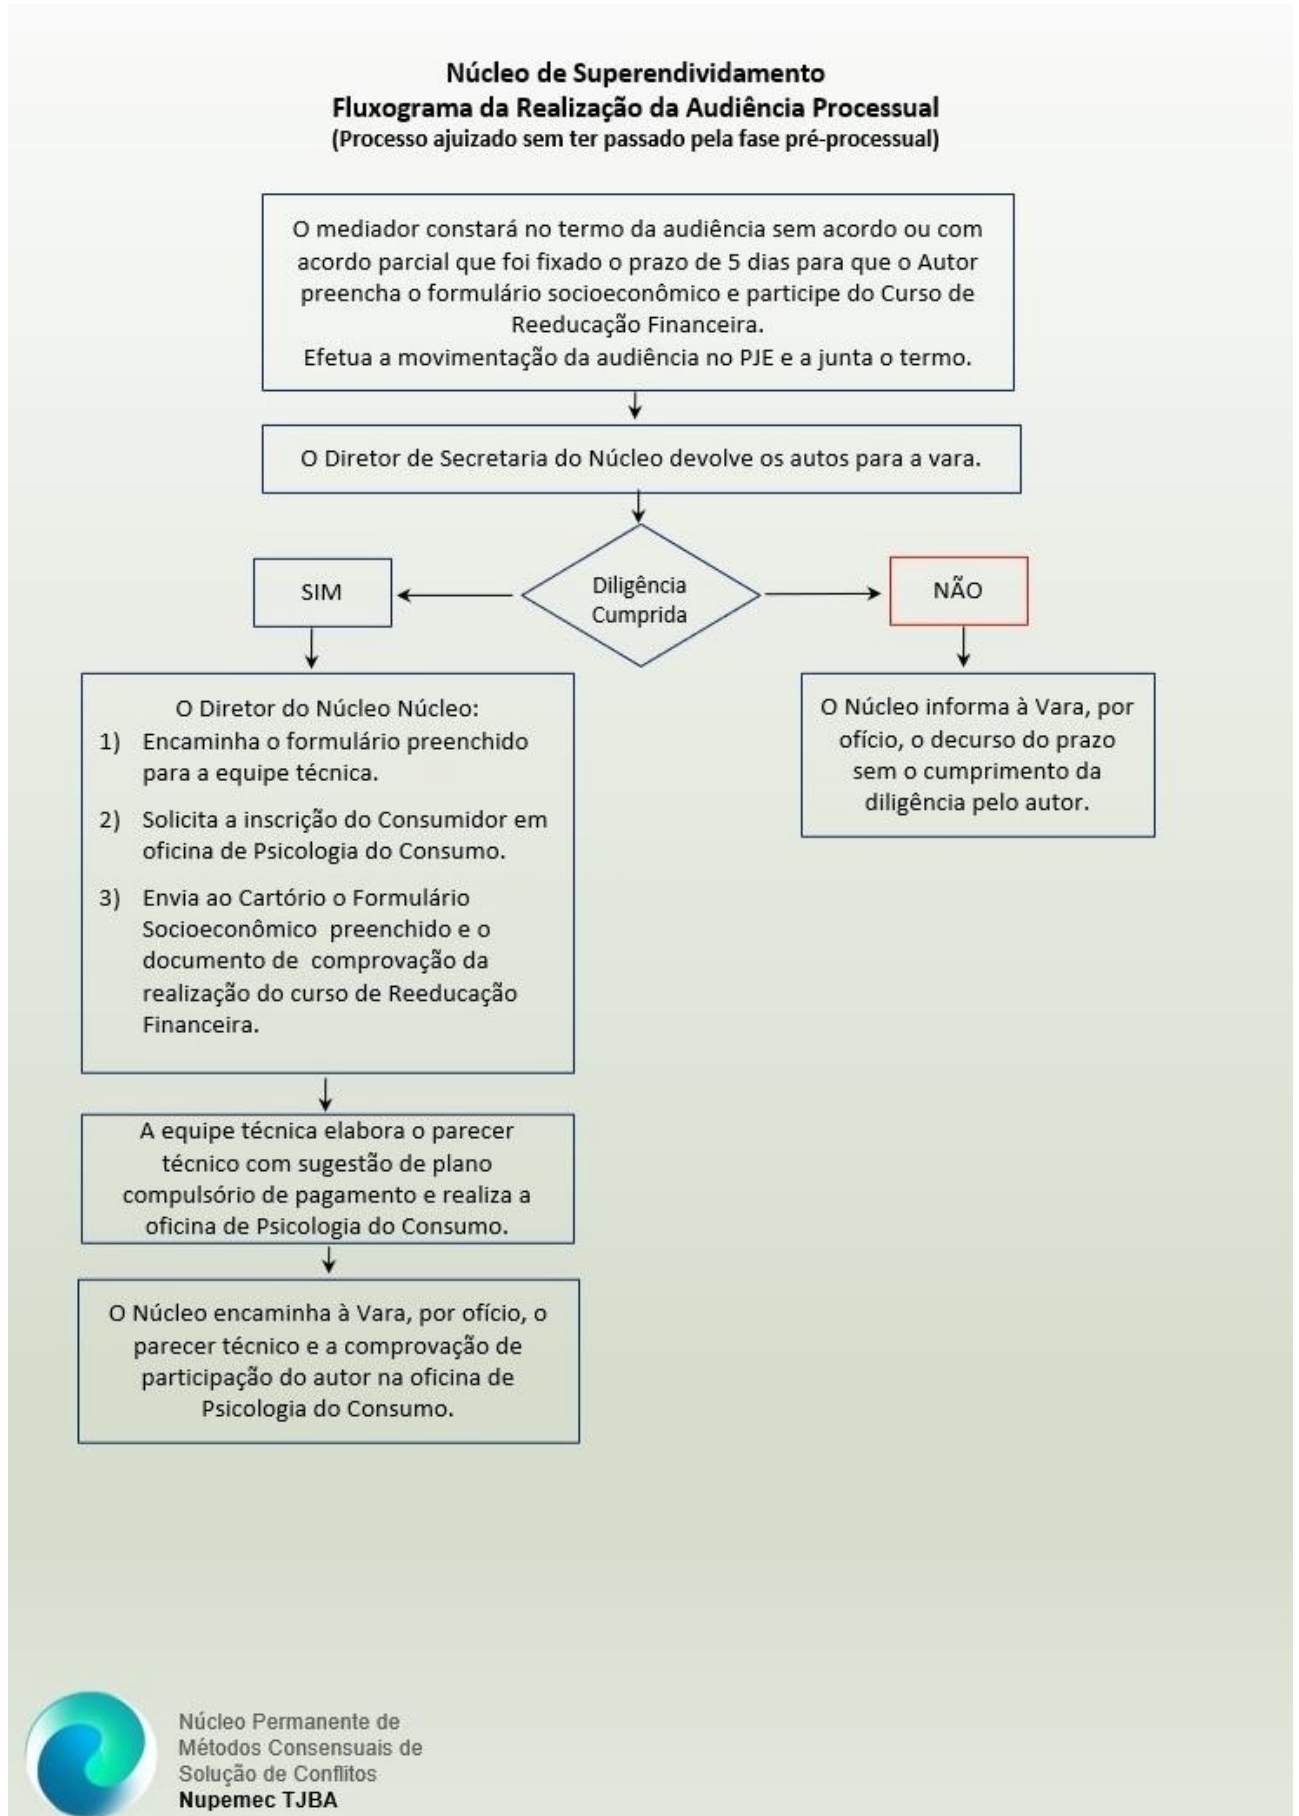 Núcleo de Superendividamento
Fluxograma da Realização da Audiência Processual
(Processo ajuizado sem ter passado pela fase pré-processual)
O mediador constará no termo da audiência sem acordo ou com
acordo parcial que foi fixado o prazo de 5 dias para que o Autor
preencha o formulário socioeconômico e participe do Curso de
Reeducação Financeira.
Efetua a movimentação da audiência no PJE e a junta o termo.
O Diretor de Secretaria do Núcleo devolve os autos para a vara.
Diligência
Cumprida
SIM
NÃO
O Diretor do Núcleo Núcleo:
1) Encaminha o formulário preenchido
para a equipe técnica.
2) Solicita a inscrição do Consumidor em
oficina de Psicologia do Consumo.
3) Envia ao Cartório o Formulário
Socioeconômico preenchido e o
documento de comprovação da
realização do curso de Reeducação
Financeira.
O Núcleo informa à Vara, por
ofício, o decurso do prazo
sem o cumprimento da
diligência pelo autor.
A equipe técnica elabora o parecer
técnico com sugestão de plano
compulsório de pagamento e realiza a
oficina de Psicologia do Consumo.
O Núcleo encaminha à Vara, por ofício, o
parecer técnico e a comprovação de
participação do autor na oficina de
Psicologia do Consumo.
Núcleo Permanente de
Métodos Consensuais de
Solução de Conflitos
Nupemec TJBA